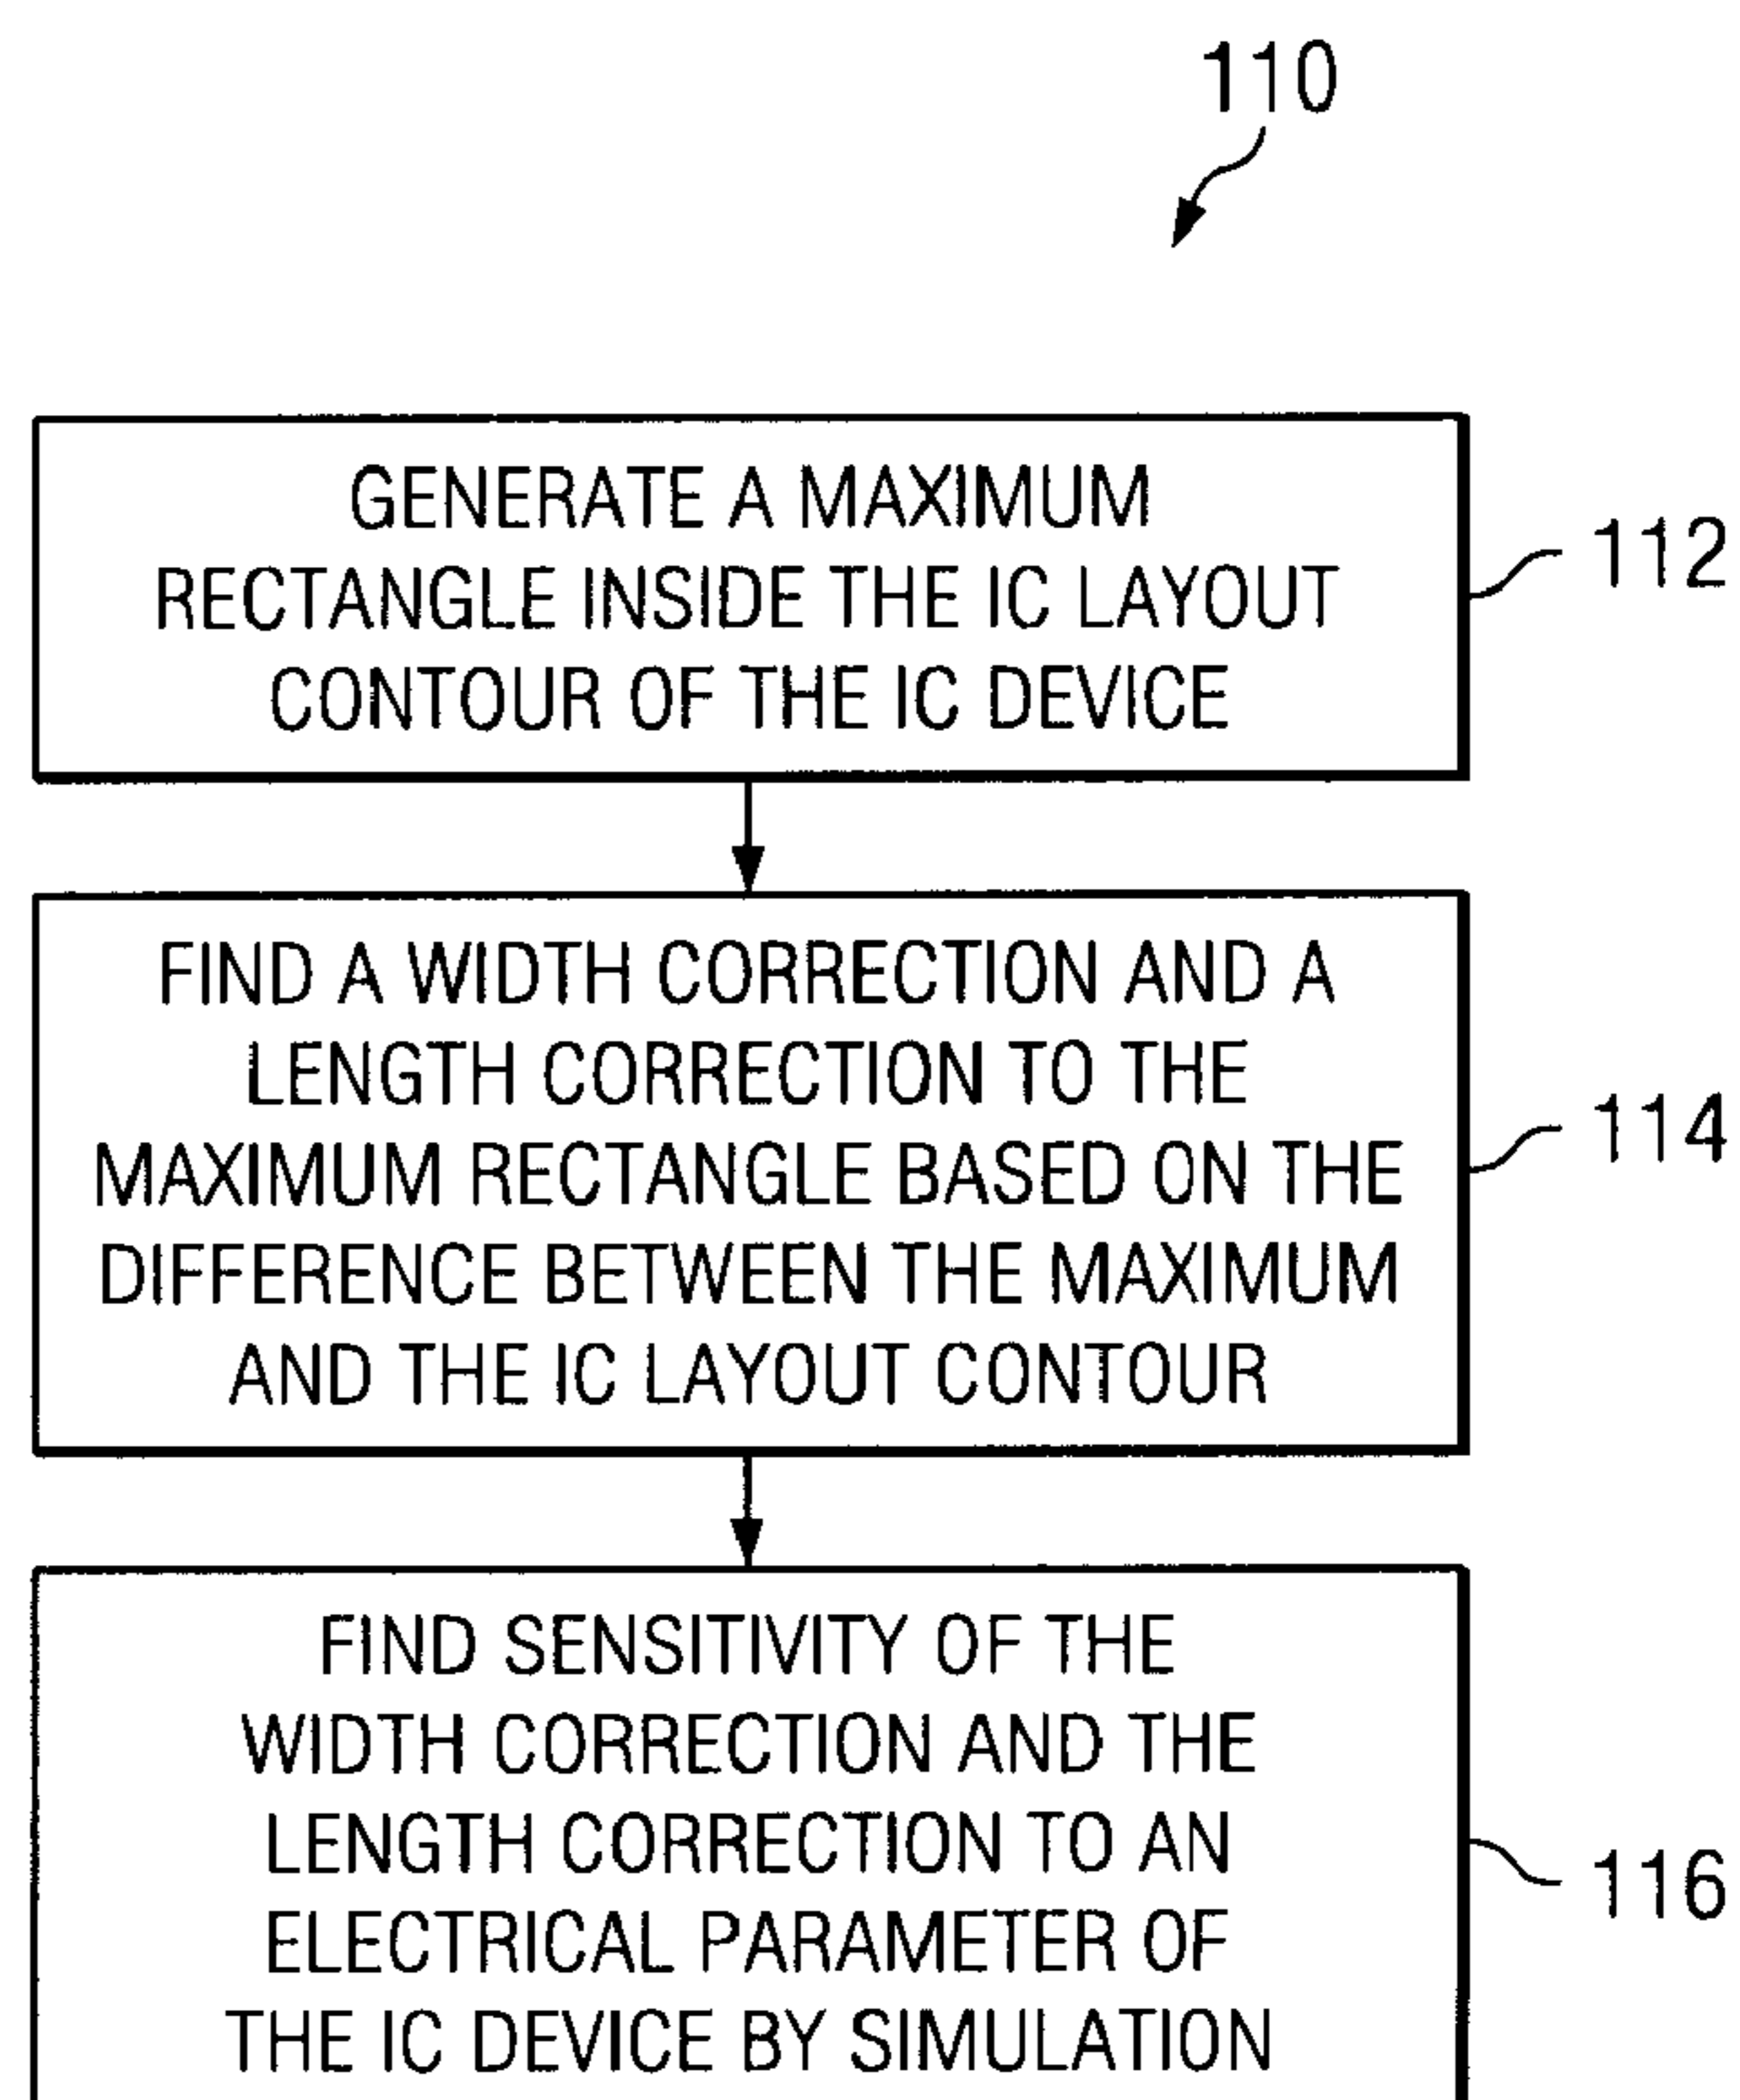 110
GENERATE A MAXIMUM
RECTANGLE INSIDE THE IC LAYOUT
CONTOUR OF THE IC DEVICE
112
FIND A WIDTH CORRECTION AND A
LENGTH CORRECTION TO THE
MAXIMUM RECTANGLE BASED ON THE
DIFFERENCE BETWEEN THE MAXIMUM
AND THE IC LAYOUT CONTOUR
114
FIND SENSITIVITY OF THE
WIDTH CORRECTION AND THE
LENGTH CORRECTION TO AN
ELECTRICAL PARAMETER OF
THE IC DEVICE BY SIMULATION
116